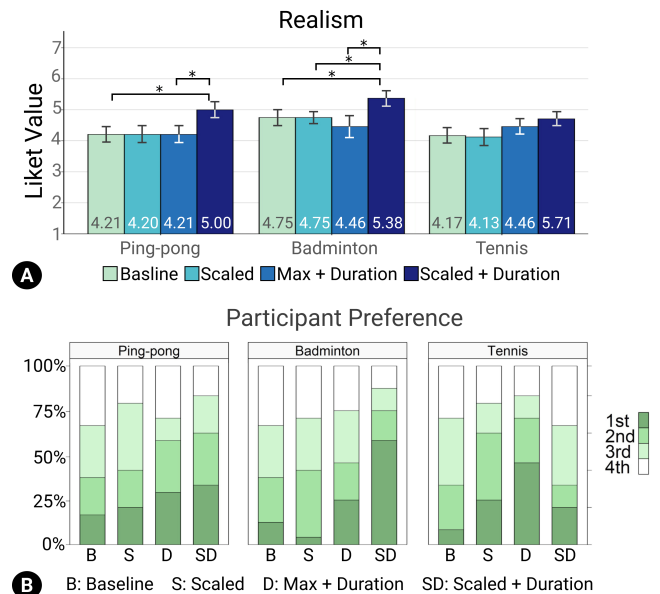 Realism
Liket Value
7
6
5
4
3
2
1
*
*
*
*
*
4.21 4.20 4.21 5.00
4.75 4.75 4.46 5.38
4.17 4.13 4.46 5.71
Ping-pong Badminton Tennis
A
Basline Scaled Max + Duration Scaled + Duration
Participant Preference
Ping-pong Badminton Tennis
100%
75%
50%
25%
0%
1st
2nd
3rd
4th
B S D SD B S D SD B S D SD
B B: Baseline S: Scaled D: Max + Duration SD: Scaled + Duration